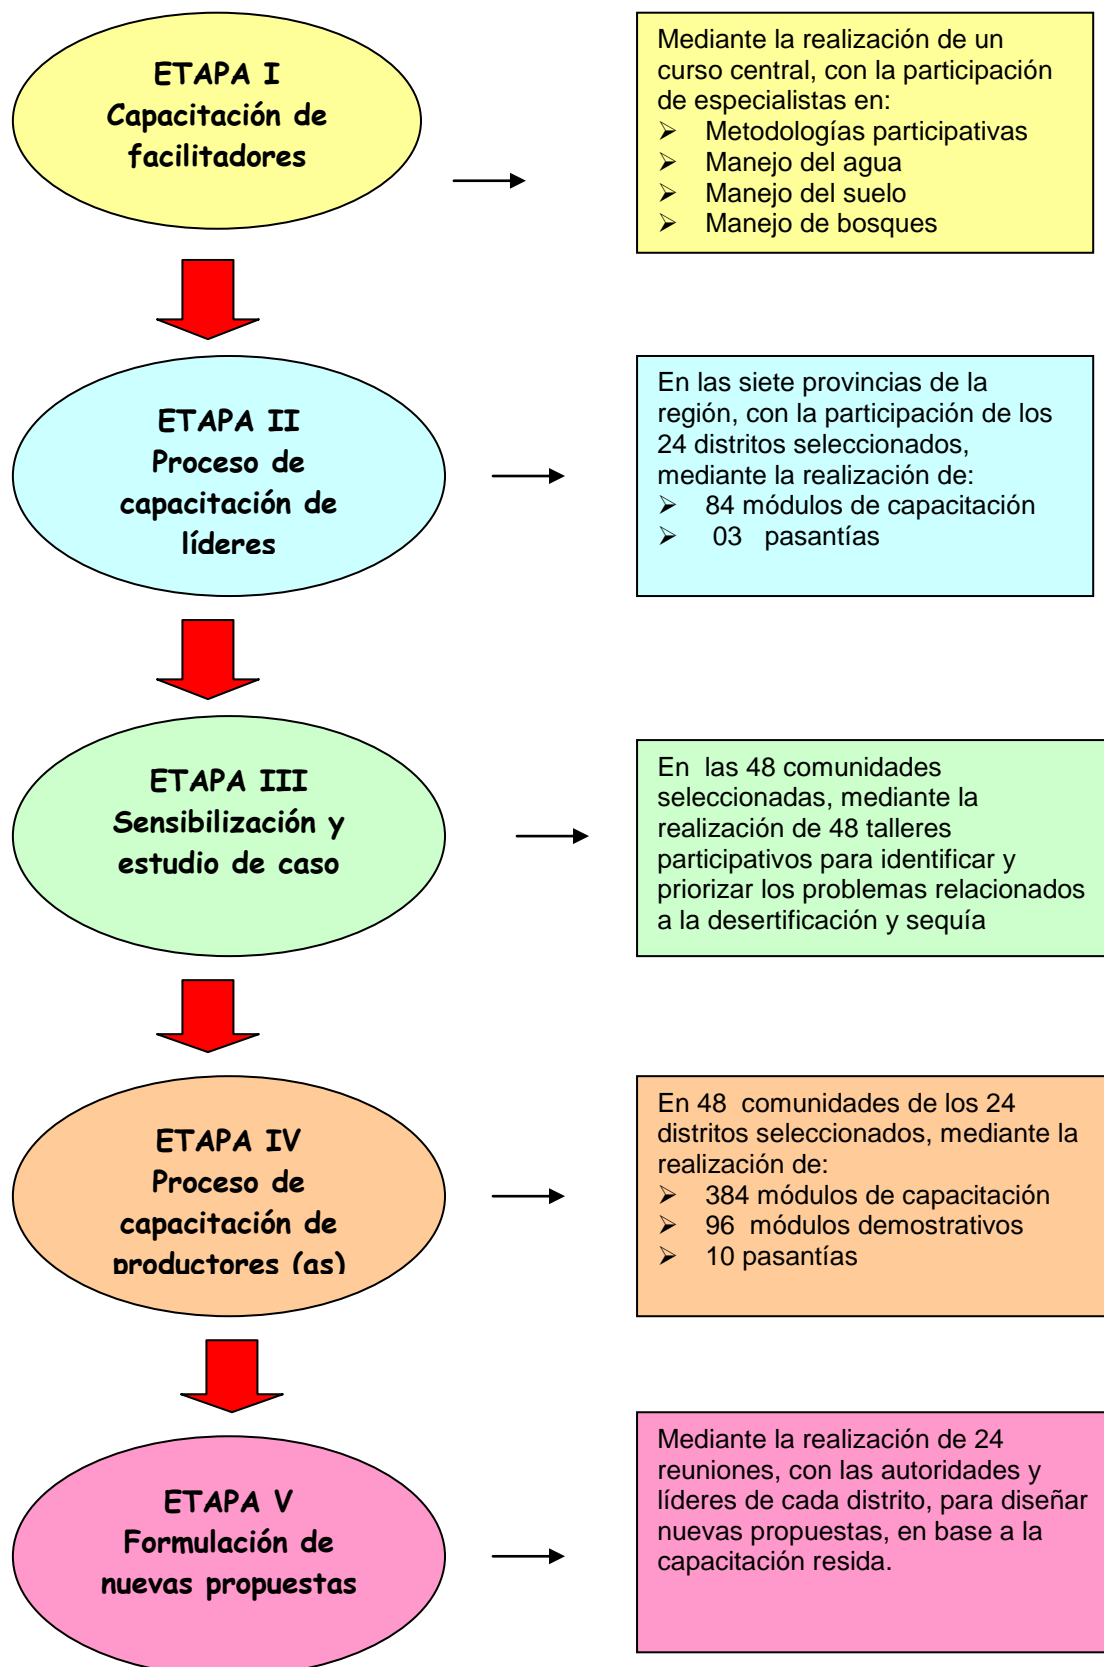 ETAPA I
Capacitación de
facilitadores
Mediante la realización de un
curso central, con la participación
de especialistas en:
➢ Metodologías participativas
➢ Manejo del agua
➢ Manejo del suelo
➢ Manejo de bosques
ETAPA II
Proceso de
capacitación de
líderes
En las siete provincias de la
región, con la participación de los
24 distritos seleccionados,
mediante la realización de:
➢ 84 módulos de capacitación
➢ 03 pasantías
ETAPA III
Sensibilización y
estudio de caso
En las 48 comunidades
seleccionadas, mediante la
realización de 48 talleres
participativos para identificar y
priorizar los problemas relacionados
a la desertificación y sequía
ETAPA IV
Proceso de
capacitación de
productores (as)
En 48 comunidades de los 24
distritos seleccionados, mediante la
realización de:
➢ 384 módulos de capacitación
➢ 96 módulos demostrativos
➢ 10 pasantías
ETAPA V
Formulación de
nuevas propuestas
Mediante la realización de 24
reuniones, con las autoridades y
líderes de cada distrito, para diseñar
nuevas propuestas, en base a la
capacitación resida.